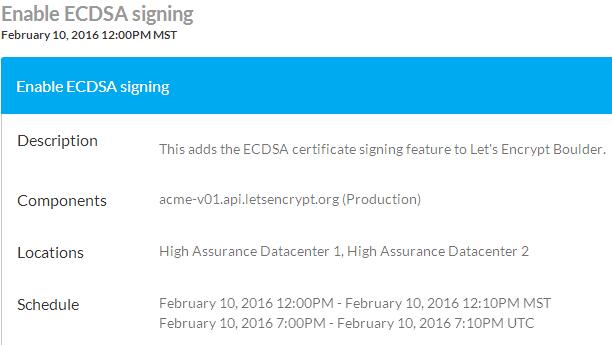 Enable ECDSA signing
February 10, 2016 12:00PM MST
Enable ECDSA signing
Description
This adds the ECDSA certificate signing feature to Let's Encrypt Boulder.
Components
acme-v01.api.letsencrypt.org (Production)
Locations
High Assurance Datacenter 1, High Assurance Datacenter 2
Schedule
February 10, 2016 12:00PM - February 10, 2016 12:10PM MST
February 10, 2016 7:00PM - February 10, 2016 7:10PM UTC